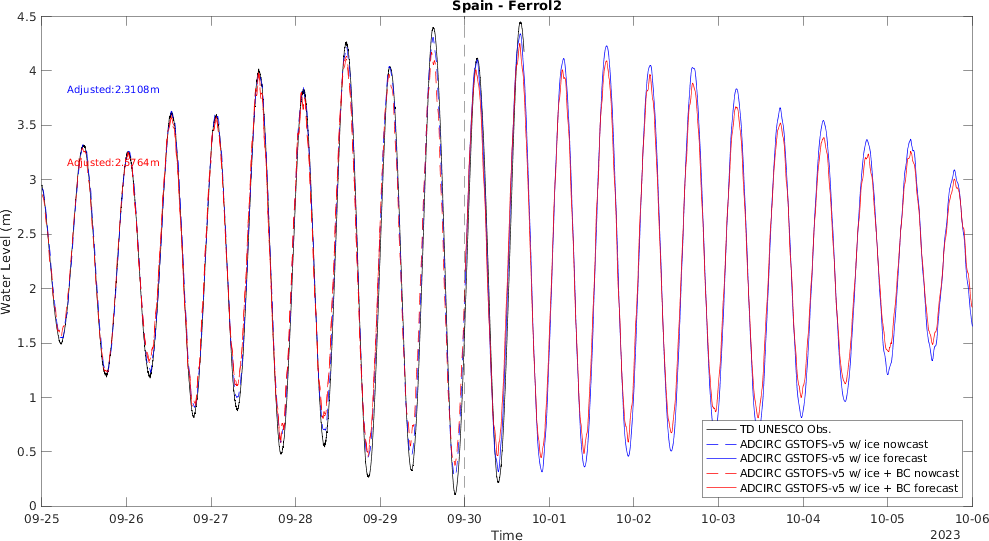 Spain - Ferrol2
4.5
4
3.5
3
2.5
2
1.5
1
0.5
0
Water Level (m)
Adjusted:2.3108m
Adjusted:2.5764m
TD UNESCO Obs.
ADCIRC GSTOFS-v5 w/ ice nowcast
ADCIRC GSTOFS-v5 w/ ice forecast
ADCIRC GSTOFS-v5 w/ ice + BC nowcast
ADCIRC GSTOFS-v5 w/ ice + BC forecast
09-25 09-26 09-27 09-28 09-29 09-30 10-01 10-02 10-03 10-04 10-05 10-06
Time
2023